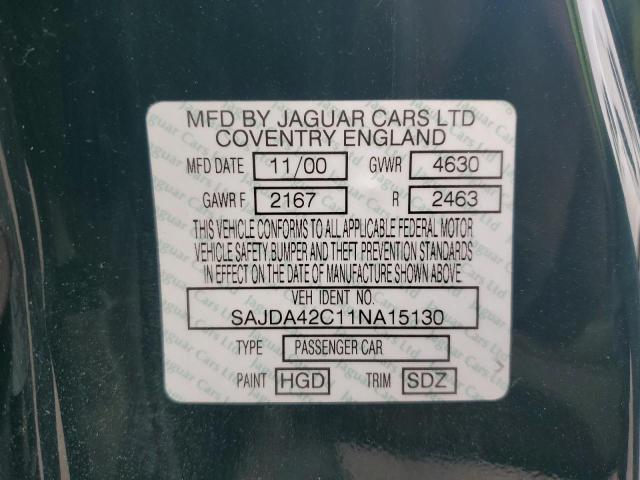 MFD BY JAGUAR CARS LTD
COVENTRY ENGLAND
MFD DATE 11/00 GVWR 4630
GAWR F 2167 R 2463
THIS VEHICLE CONFORMS TO ALL APPLICABLE FEDERAL MOTOR
VEHICLE SAFETY,BUMPER AND THEFT PREVENTION STANDARDS
IN EFFECT ON THE DATE OF MANUFACTURE SHOWN ABOVE
VEH IDENT NO.
SAJDA42C11NA15130
TYPE PASSENGER CAR
PAINT HGD TRIM SDZ